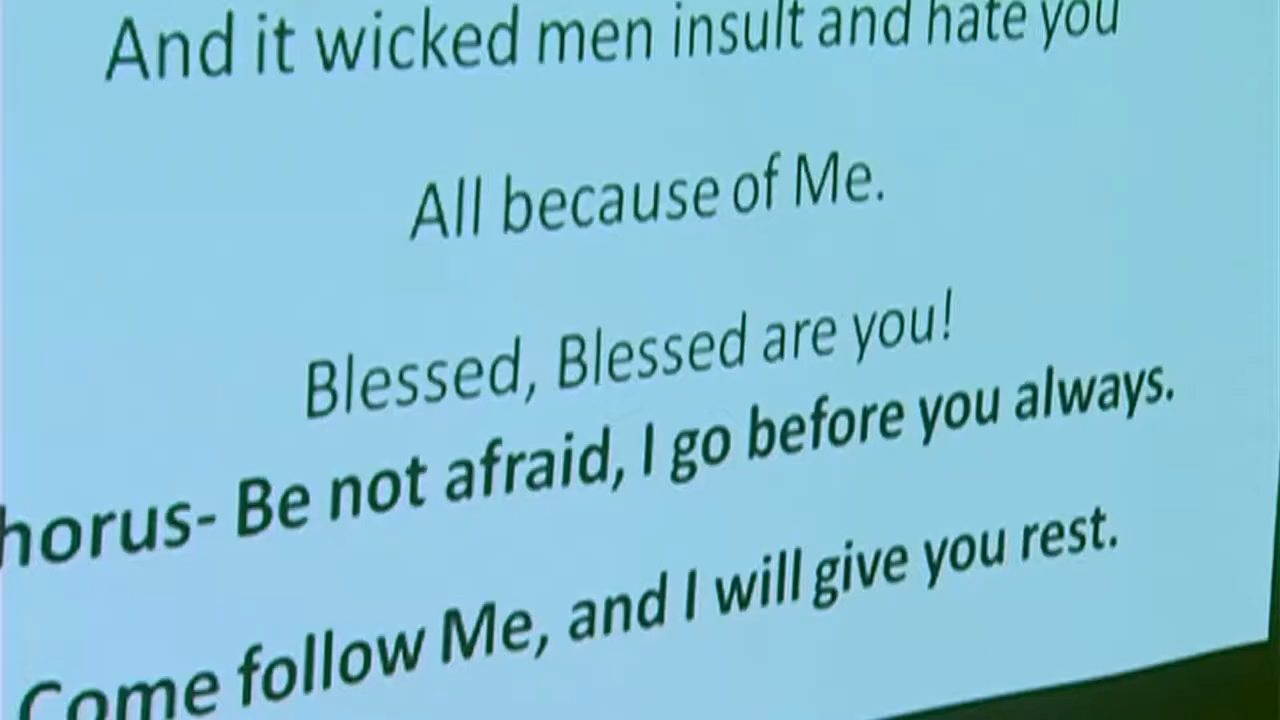 And it wicked men insult and hate you
All because of Me.
Blessed, Blessed are you!
horus- Be not afraid, I go before you always.
Come follow Me, and I will give you rest.